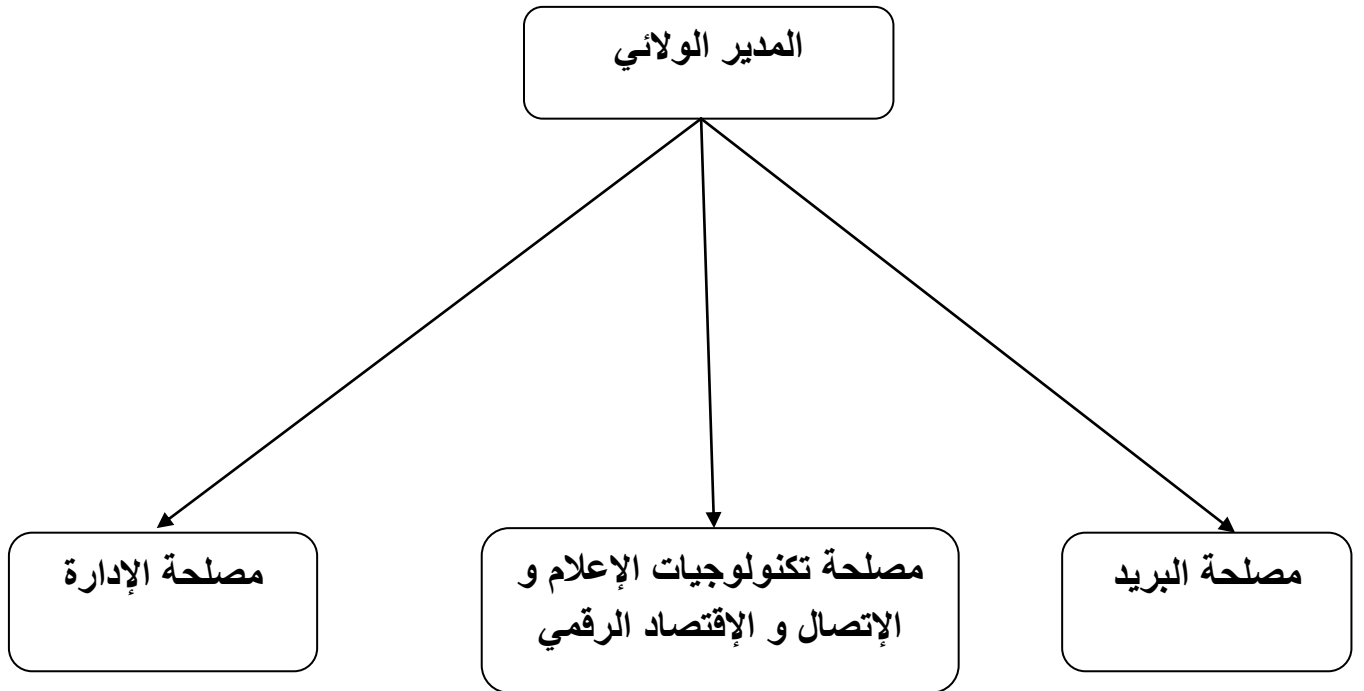 المدير الولائي
مصلحة البريد
مصلحة تكنولوجيات الإعلام و
الإتصال و الإقتصاد الرقمي
مصلحة الإدارة